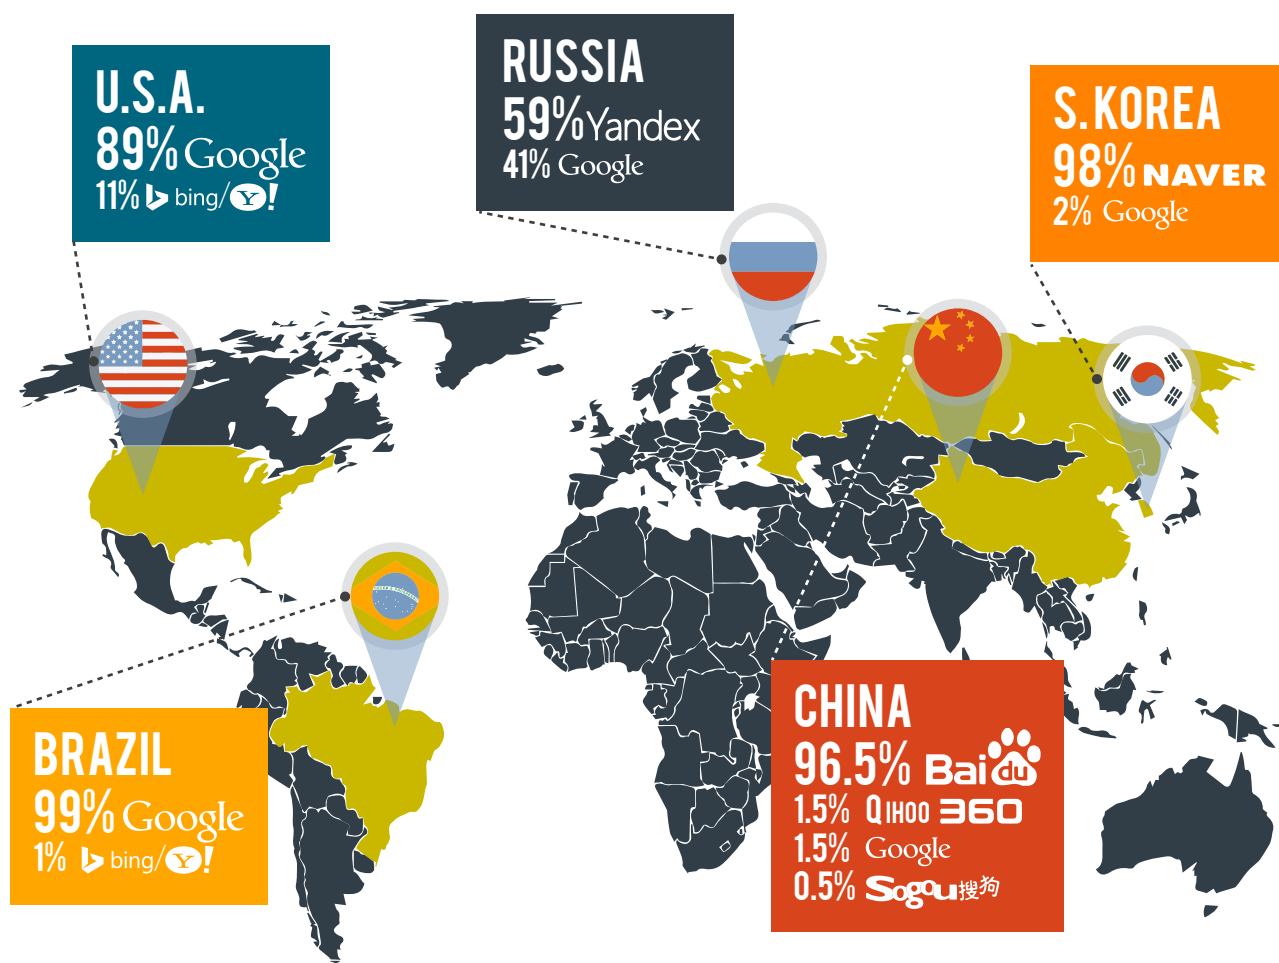 U.S.A.
89% Google
11% bing/Y!
RUSSIA
59% Yandex
41% Google
S.KOREA
98% NAVER
2% Google
BRAZIL
99% Google
1% bing/Y!
CHINA
96.5% Baidu
1.5% QIHOO 360
1.5% Google
0.5% Sogou搜狗